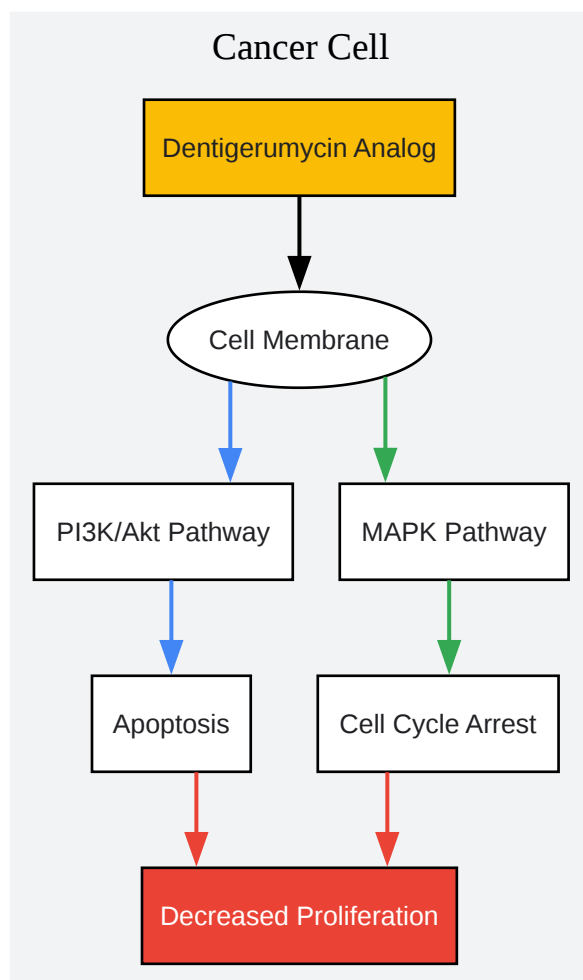 Cancer Cell
Dentigerumycin Analog
Cell Membrane
PI3K/Akt Pathway
MAPK Pathway
Apoptosis
Cell Cycle Arrest
Decreased Proliferation